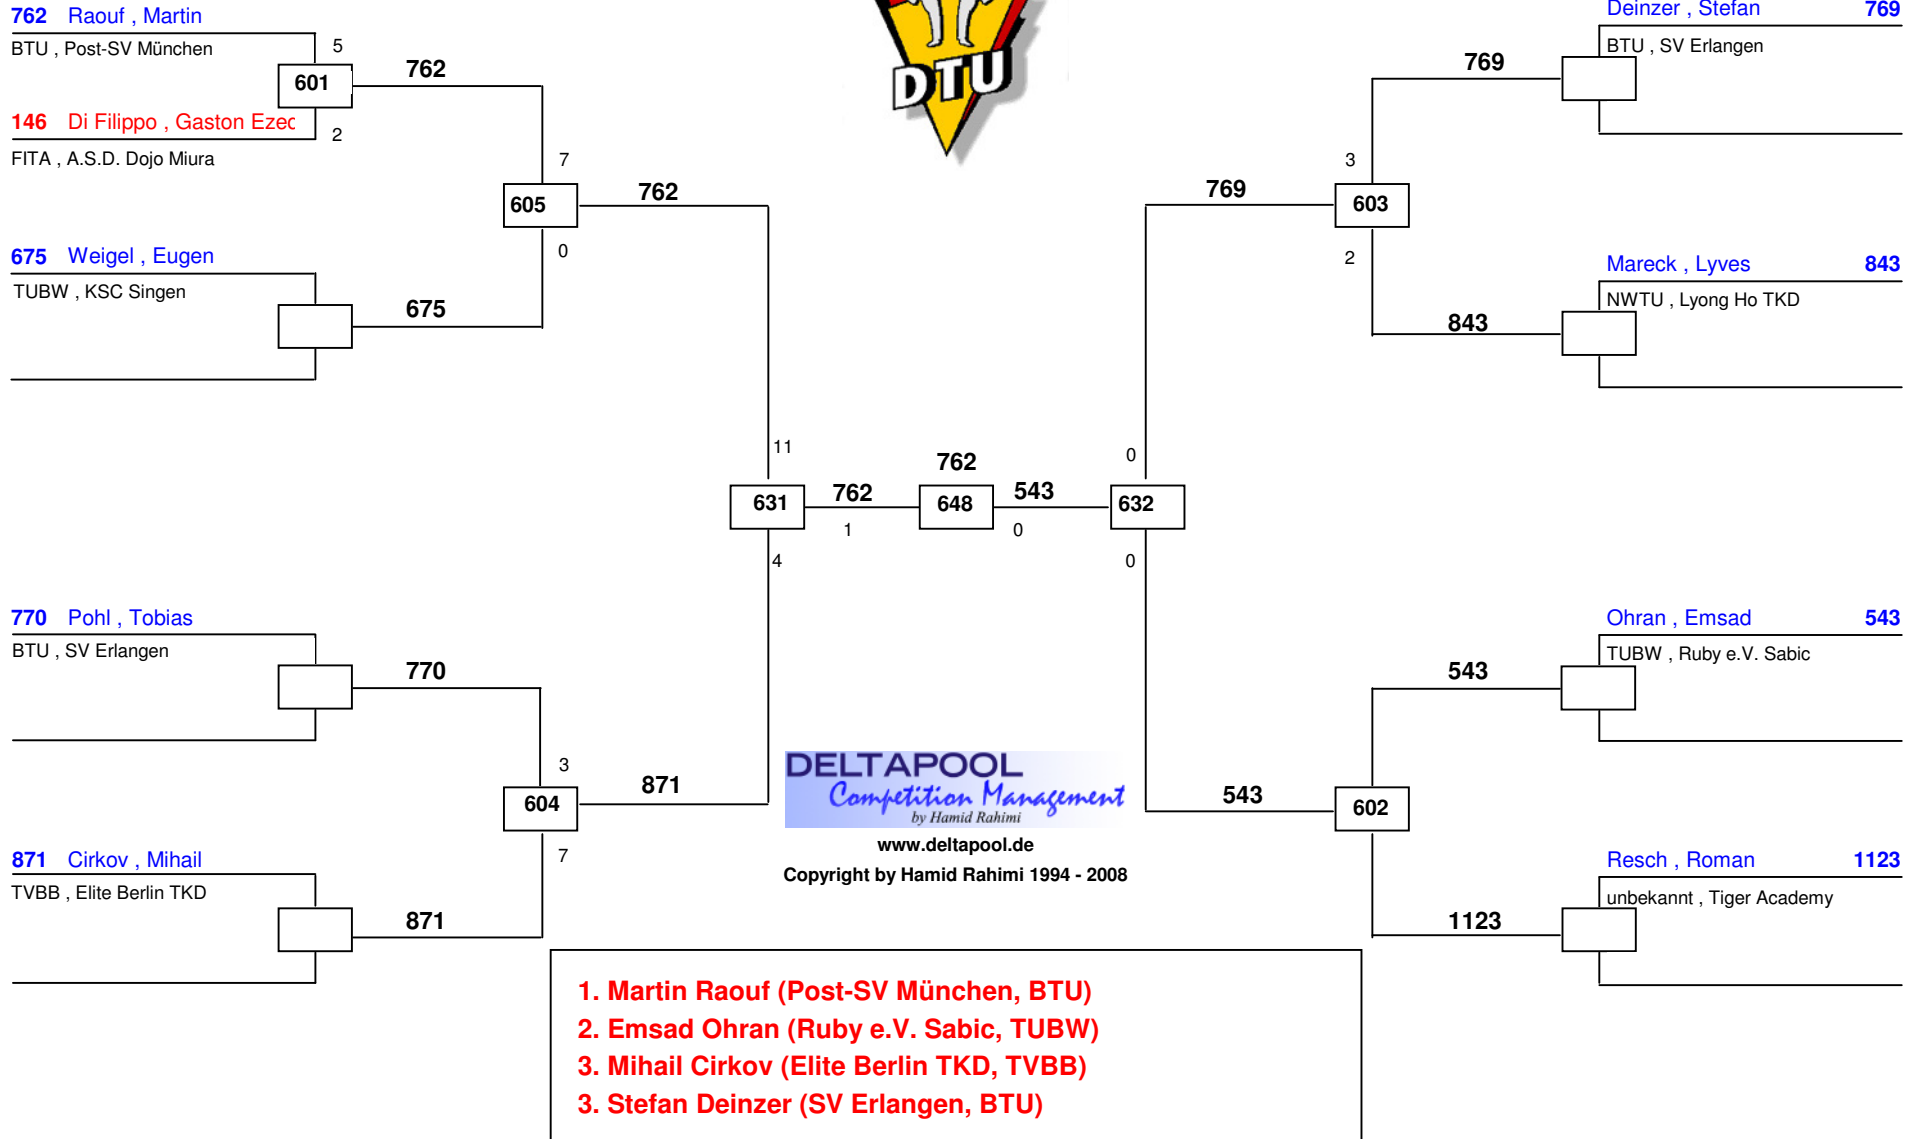 762 Raouf , Martin
BTU , Post-SV München
5
601
762
146 Di Filippo , Gaston Ezec
2
FITA , A.S.D. Dojo Miura
7
605
762
0
675 Weigel , Eugen
TUBW , KSC Singen
675
11
631
762
1
4
770 Pohl , Tobias
BTU , SV Erlangen
770
3
604
871
7
871 Cirkov , Mihail
TVBB , Elite Berlin TKD
871
DTU
762
648
543
0
632
0
0
Deinzer , Stefan 769
BTU , SV Erlangen
769
3
769
603
2
Mareck , Lyves 843
NWTU , Lyong Ho TKD
843
Ohran , Emsad 543
TUBW , Ruby e.V. Sabic
543
543
602
Resch , Roman 1123
unbekannt , Tiger Academy
1123
DELTAPOOL
Competition Management
by Hamid Rahimi
www.deltapool.de
Copyright by Hamid Rahimi 1994 - 2008
1. Martin Raouf (Post-SV München, BTU)
2. Emsad Ohran (Ruby e.V. Sabic, TUBW)
3. Mihail Cirkov (Elite Berlin TKD, TVBB)
3. Stefan Deinzer (SV Erlangen, BTU)